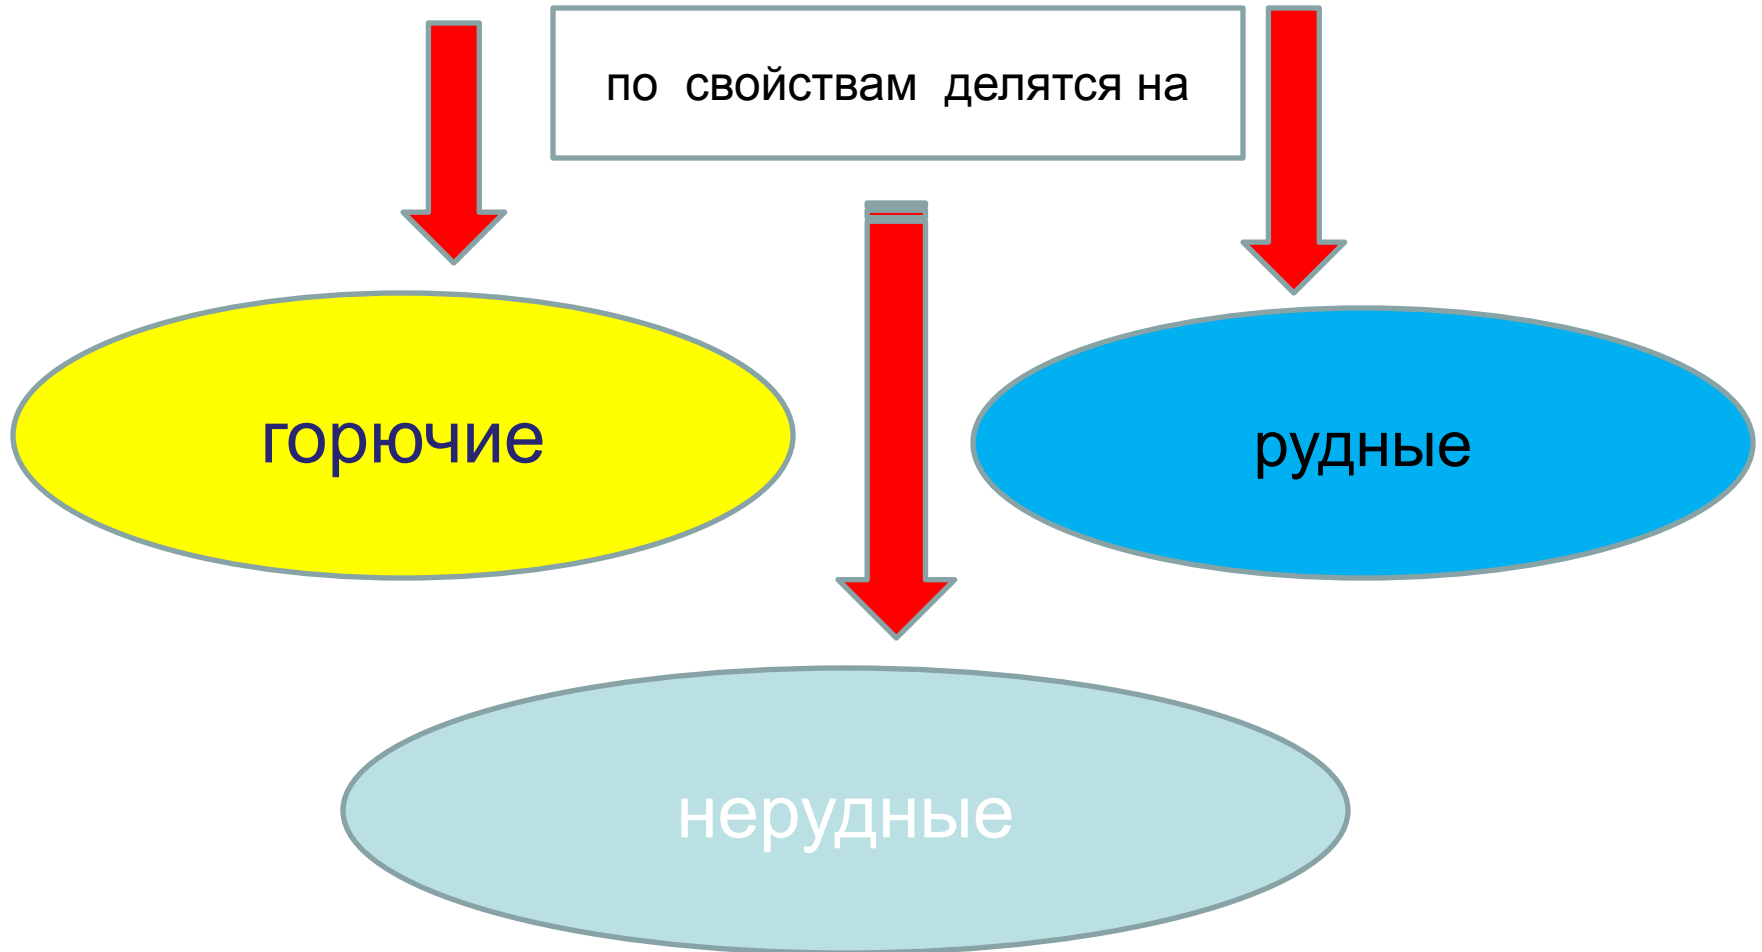 по свойствам делятся на
горючие
рудные
нерудные